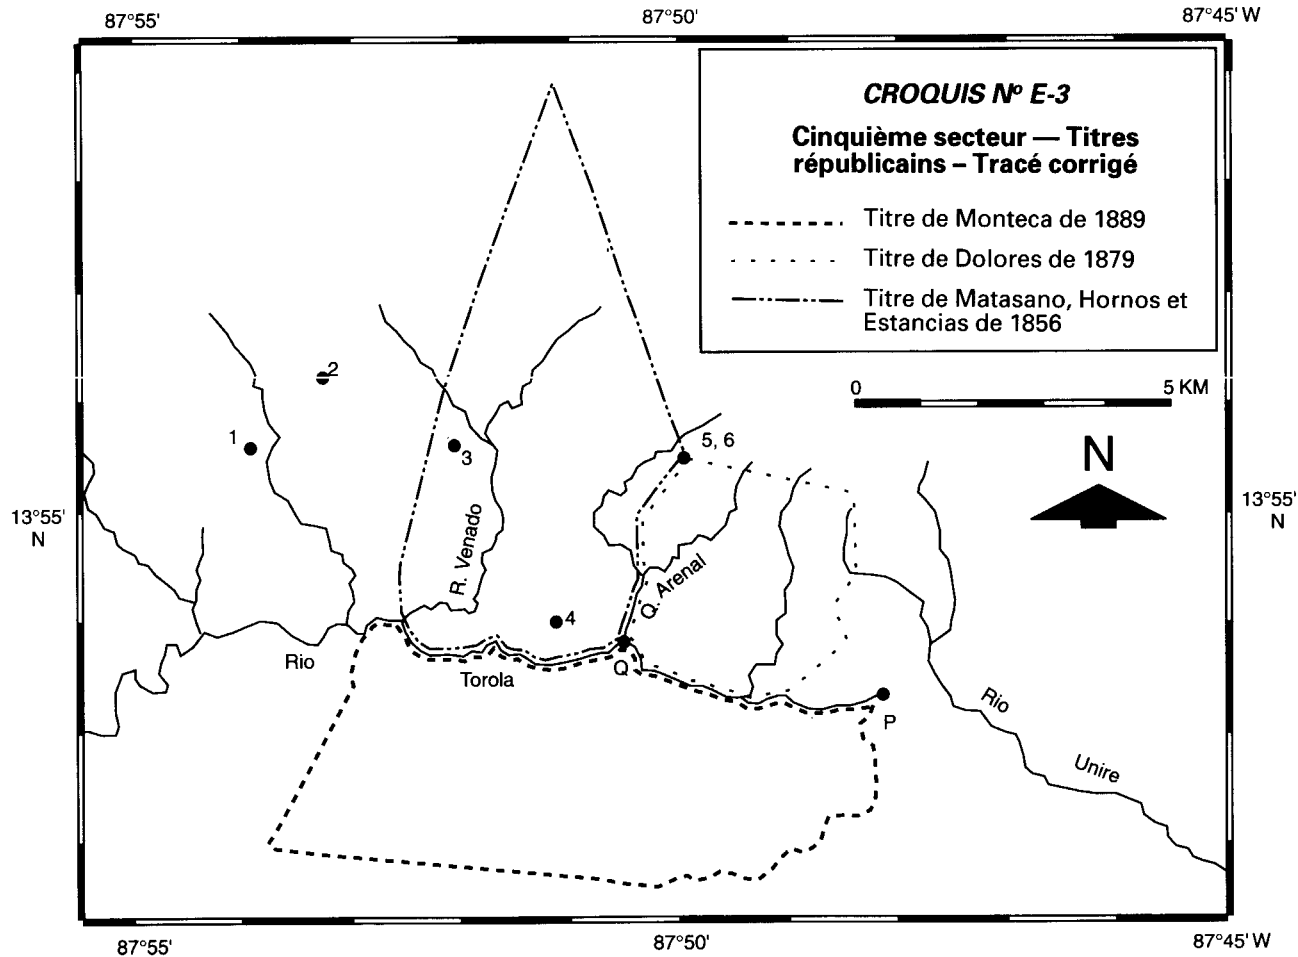 87°55'
87°50'
87°45' W
CROQUIS Nº E-3
Cinquième secteur — Titres
républicains – Tracé corrigé
Titre de Monteca de 1889
Titre de Dolores de 1879
Titre de Matasano, Hornos et
Estancias de 1856
0
5 KM
N
2
1
3
5, 6
13°55'
N
13°55'
N
R. Venado
Q. Arenal
4
Rio
Q
Torola
P
Rio
Unire
87°55'
87°50'
87°45' W